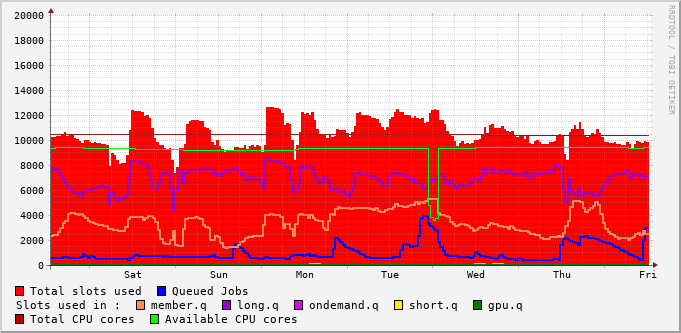 20000
18000
16000
14000
12000
10000
8000
6000
4000
2000
0
Sat Sun Mon Tue Wed Thu Fri
Total slots used Queued Jobs
Slots used in : member.q long.q ondemand.q short.q gpu.q
Total CPU cores Available CPU cores
RRDTOOL / TOBI OETIKER